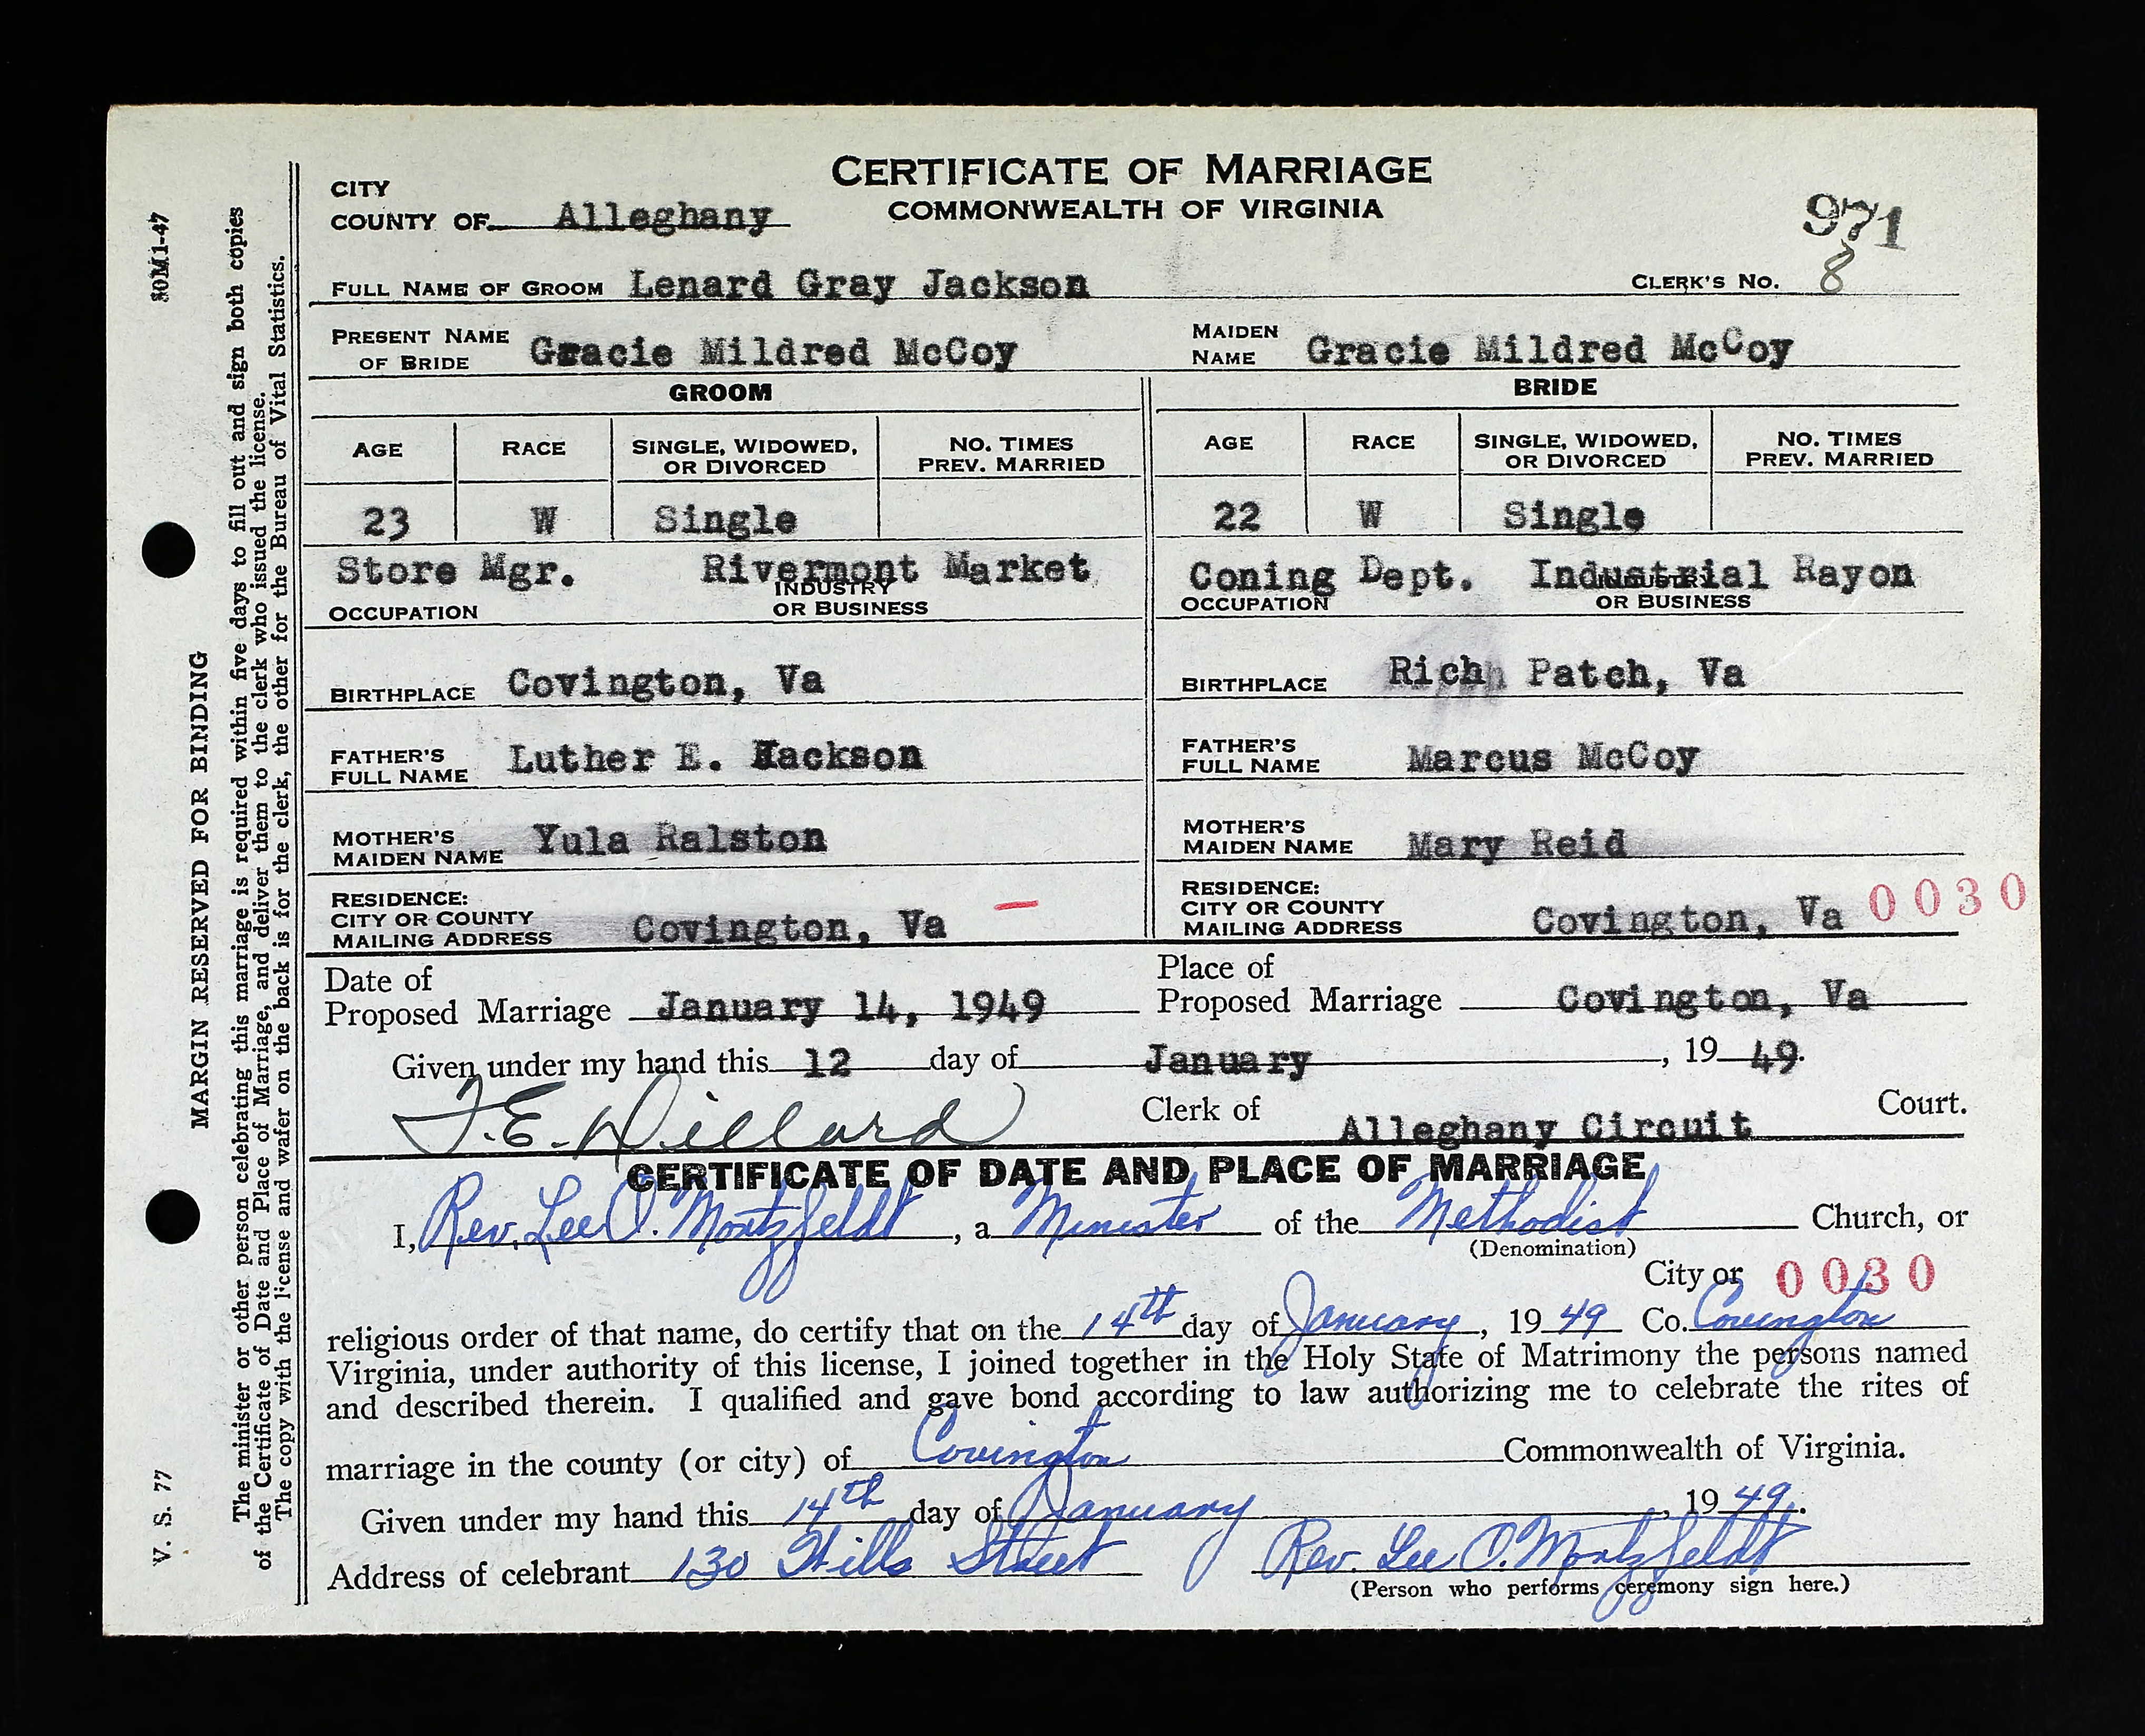 CERTIFICATE OF MARRIAGE
COMMONWEALTH OF VIRGINIA
CITY
COUNTY OF Alleghany
971
FULL NAME OF GROOM Lenard Gray Jackson CLERK'S No. 8
PRESENT NAME OF BRIDE Gracie Mildred McCoy MAIDEN NAME Gracie Mildred McCoy
GROOM BRIDE
AGE RACE SINGLE, WIDOWED, OR DIVORCED NO. TIMES PREV. MARRIED AGE RACE SINGLE, WIDOWED, OR DIVORCED NO. TIMES PREV. MARRIED
23 W Single 22 W Single
Store Mgr. Rivermont Market Coning Dept. Industrial Rayon
OCCUPATION INDUSTRY OR BUSINESS OCCUPATION INDUSTRY OR BUSINESS
BIRTHPLACE Covington, Va BIRTHPLACE Rich Patch, Va
FATHER'S FULL NAME Luther E. Jackson FATHER'S FULL NAME Marcus McCoy
MOTHER'S MAIDEN NAME Yula Ralston MOTHER'S MAIDEN NAME Mary Reid
RESIDENCE: CITY OR COUNTY MAILING ADDRESS Covington, Va RESIDENCE: CITY OR COUNTY MAILING ADDRESS Covington, Va 0030
Date of Proposed Marriage January 14, 1949 Place of Proposed Marriage Covington, Va
Given under my hand this 12 day of January, 19 49.
F. E. Dillard Clerk of Alleghany Circuit Court.
CERTIFICATE OF DATE AND PLACE OF MARRIAGE
I, Rev. Lee O. Montzfeldt, a Minister of the Methodist Church, or
(Denomination)
City or 0030
religious order of that name, do certify that on the 14th day of January, 19 49 Co. Covington
Virginia, under authority of this license, I joined together in the Holy State of Matrimony the persons named
and described therein. I qualified and gave bond according to law authorizing me to celebrate the rites of
marriage in the county (or city) of Covington Commonwealth of Virginia.
Given under my hand this 14th day of January, 19 49.
Address of celebrant 130 Hills Street Rev. Lee O. Montzfeldt
(Person who performs ceremony sign here.)
80M 1-47
V. S. 77
MARGIN RESERVED FOR BINDING
The minister or other person celebrating this marriage is required within five days to fill out and sign both copies
of the Certificate of Date and Place of Marriage, and deliver them to the clerk who issued the license.
The copy with the license and wafer on the back is for the clerk, the other for the Bureau of Vital Statistics.